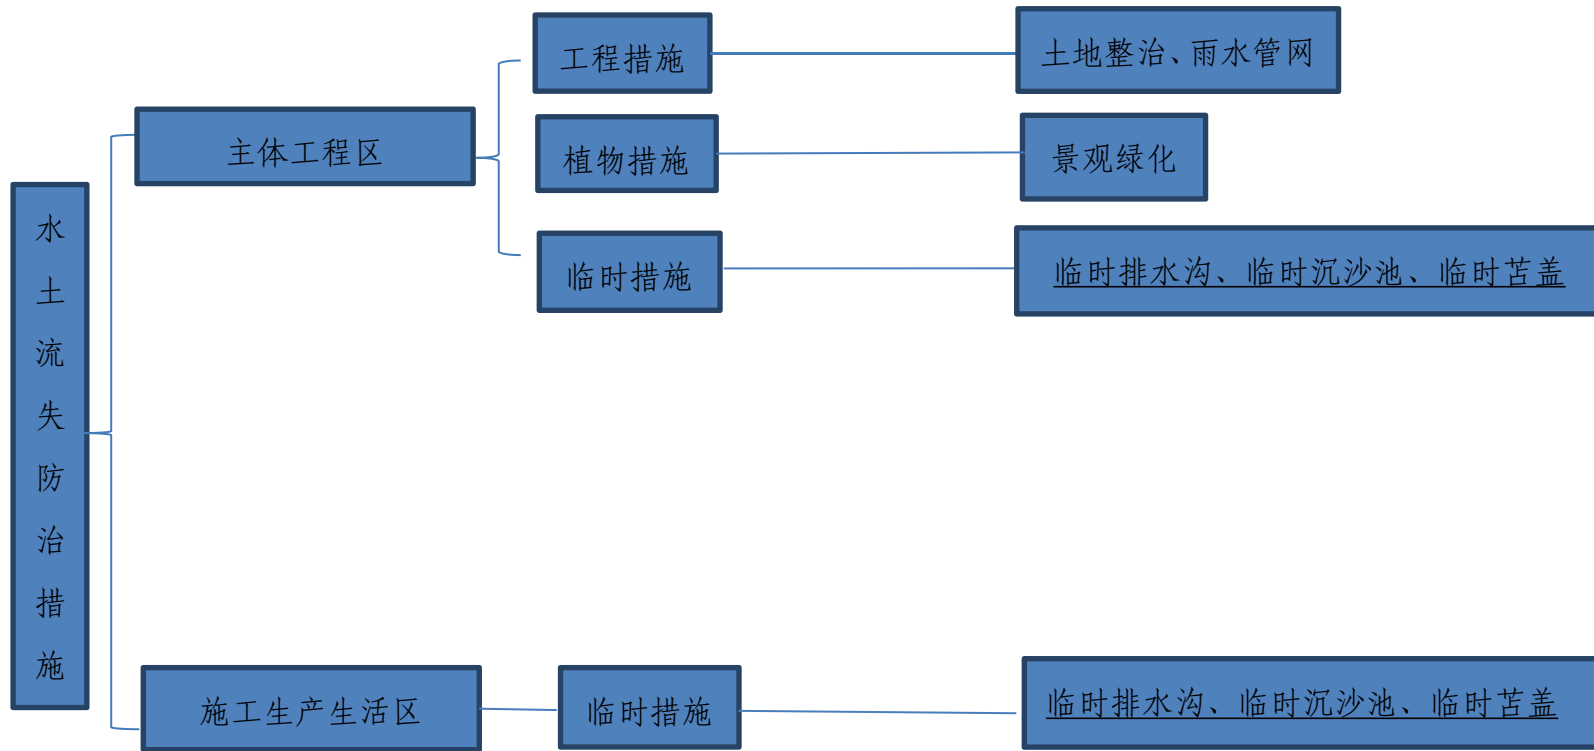 水土流失防治措施
主体工程区
工程措施
土地整治、雨水管网
植物措施
景观绿化
临时措施
临时排水沟、临时沉沙池、临时苫盖
施工生产生活区
临时措施
临时排水沟、临时沉沙池、临时苫盖